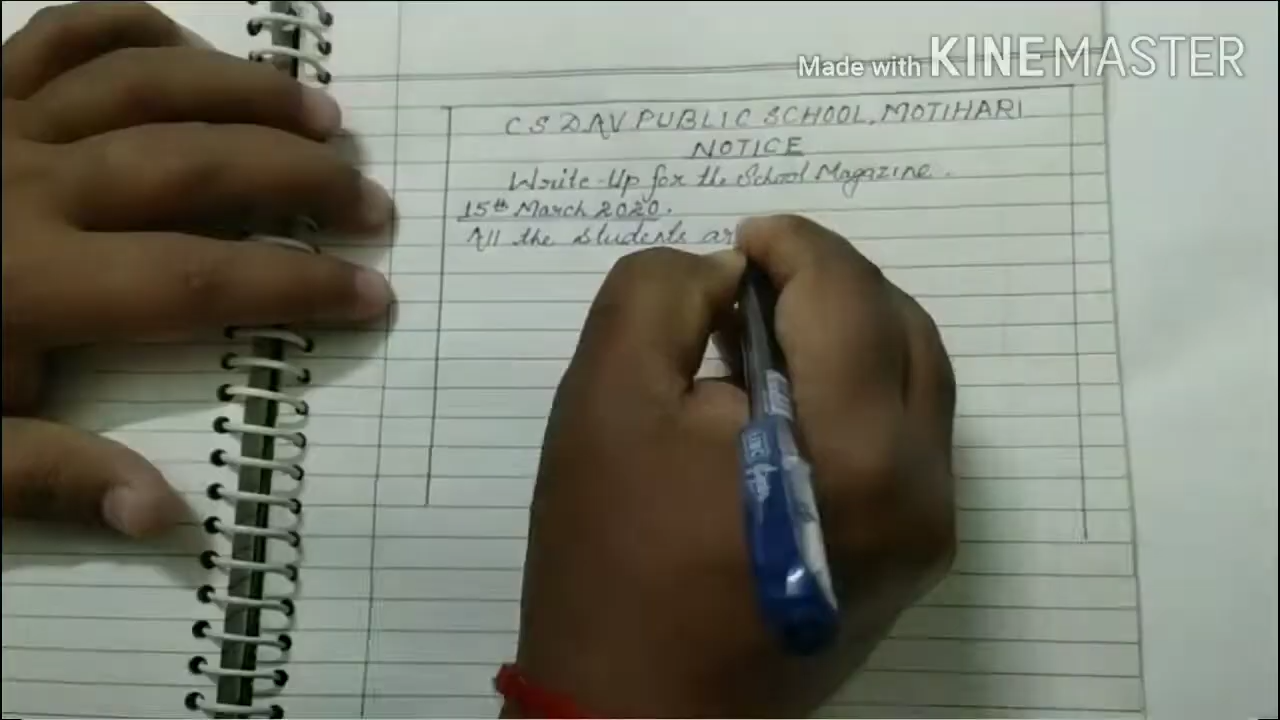 Made with KINEMASTER
C S DAV PUBLIC SCHOOL, MOTIHARI
NOTICE
Write-Up for the School Magazine.
15th March 2020.
All the students ar